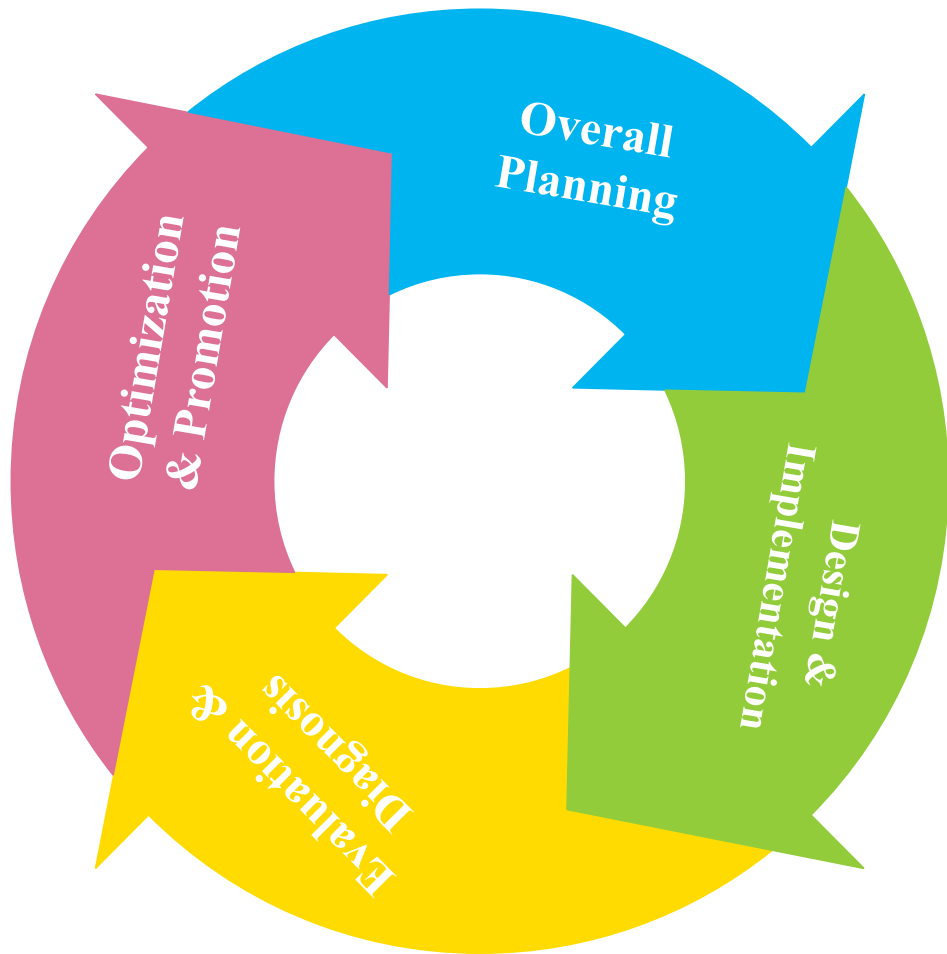 Overall
Planning
Design &
Implementation
Evaluation &
Diagnosis
Optimization
& Promotion